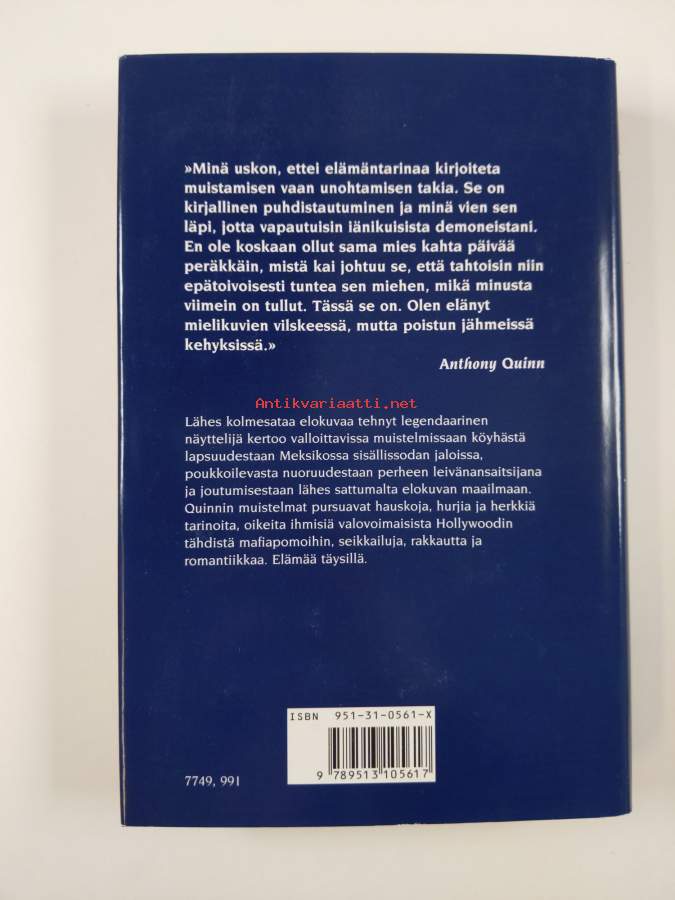 »Minä uskon, ettei elämäntarinaa kirjoiteta
muistamisen vaan unohtamisen takia. Se on
kirjallinen puhdistautuminen ja minä vien sen
läpi, jotta vapautuisin iänikuisista demoneistani.
En ole koskaan ollut sama mies kahta päivää
peräkkäin, mistä kai johtuu se, että tahtoisin niin
epätoivoisesti tuntea sen miehen, mikä minusta
viimein on tullut. Tässä se on. Olen elänyt
mielikuvien vilskeessä, mutta poistun jähmeissä
kehyksissä.»
Anthony Quinn
Antikvariaatti.net
Lähes kolmesataa elokuvaa tehnyt legendaarinen
näyttelijä kertoo valloittavissa muistelmissaan köyhästä
lapsuudestaan Meksikossa sisällissodan jaloissa,
poukkoilevasta nuoruudestaan perheen leivänansaitsijana
ja joutumisestaan lähes sattumalta elokuvan maailmaan.
Quinnin muistelmat pursuavat hauskoja, hurjia ja herkkiä
tarinoita, oikeita ihmisiä valovoimaisista Hollywoodin
tähdistä mafiapomoihin, seikkailuja, rakkautta ja
romantiikkaa. Elämää täysillä.
ISBN 951-31-0561-X
9 789513 105617
7749, 991